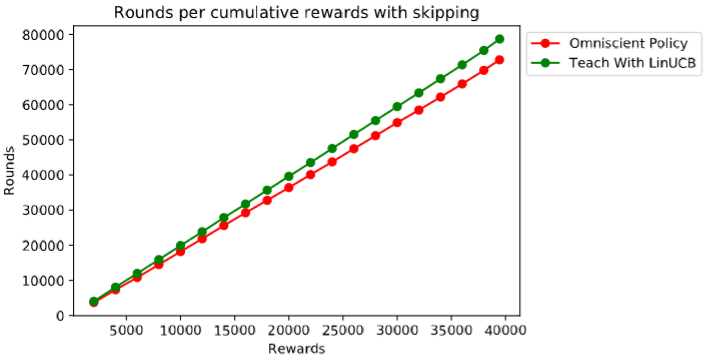 Rounds per cumulative rewards with skipping
Omniscient Policy
Teach With LinUCB
80000
70000
60000
50000
40000
30000
20000
10000
0
Rounds
5000 10000 15000 20000 25000 30000 35000 40000
Rewards